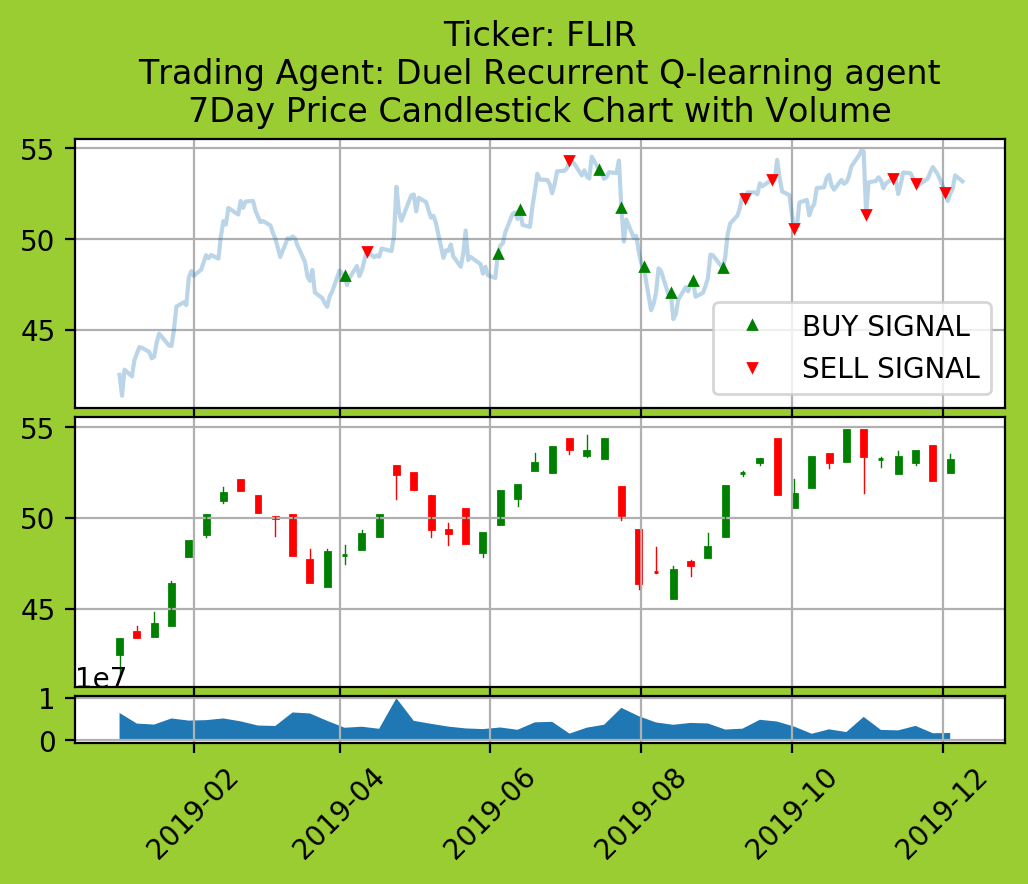 Ticker: FLIR
Trading Agent: Duel Recurrent Q-learning agent
7Day Price Candlestick Chart with Volume
55
50
45
BUY SIGNAL
SELL SIGNAL
55
50
45
1e7
1
0
2019-02
2019-04
2019-06
2019-08
2019-10
2019-12